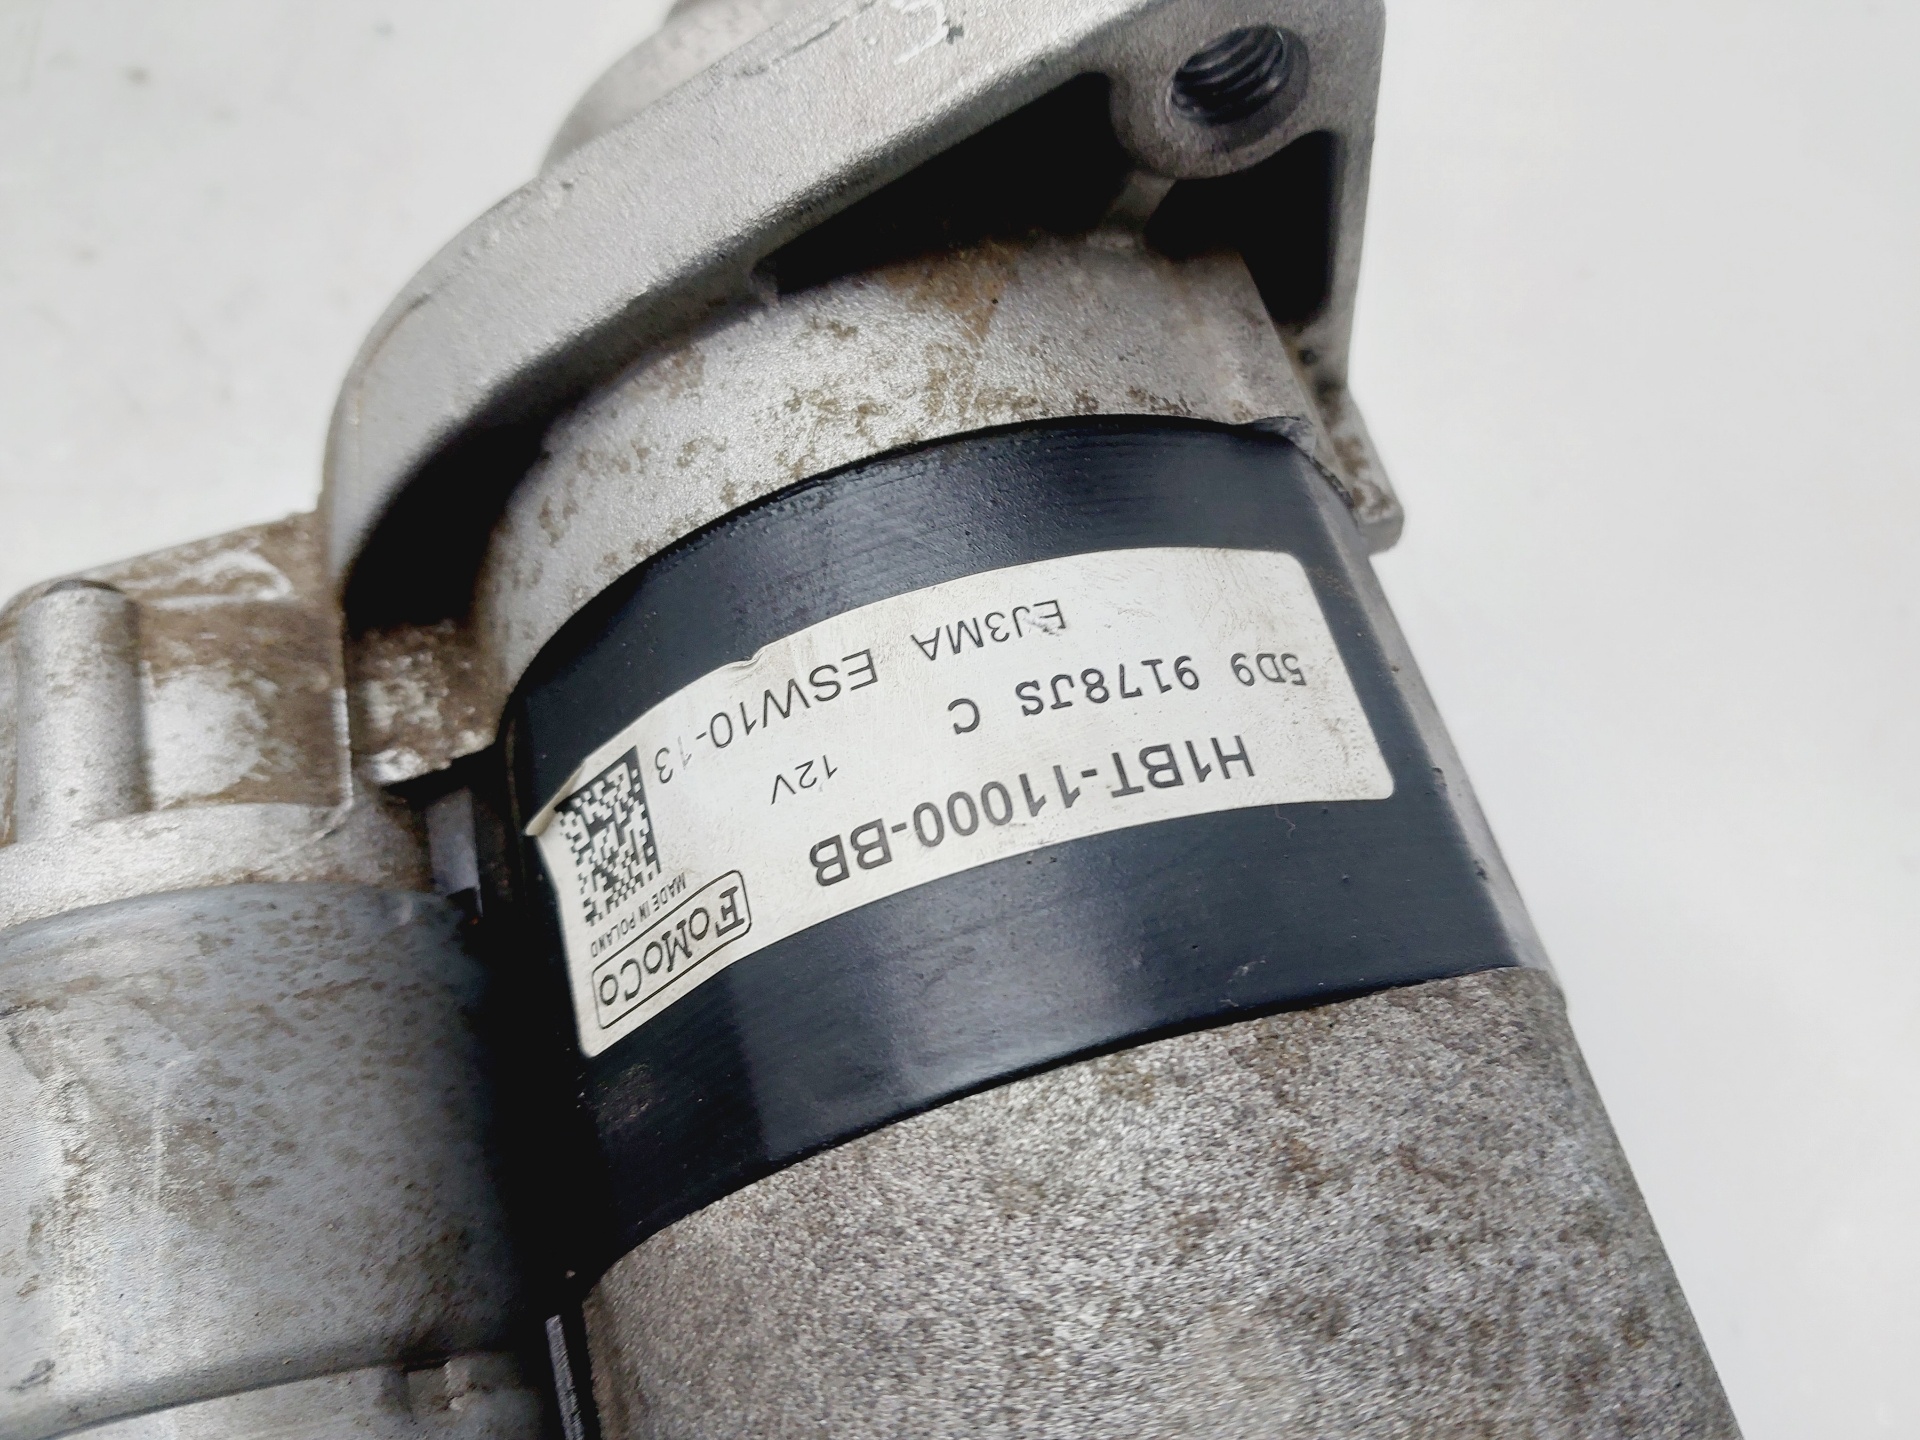 FoMoCo
MADE IN POLAND
H1BT-11000-BB
12V
5D9 9178JS C
EJ3MA ESW10-13